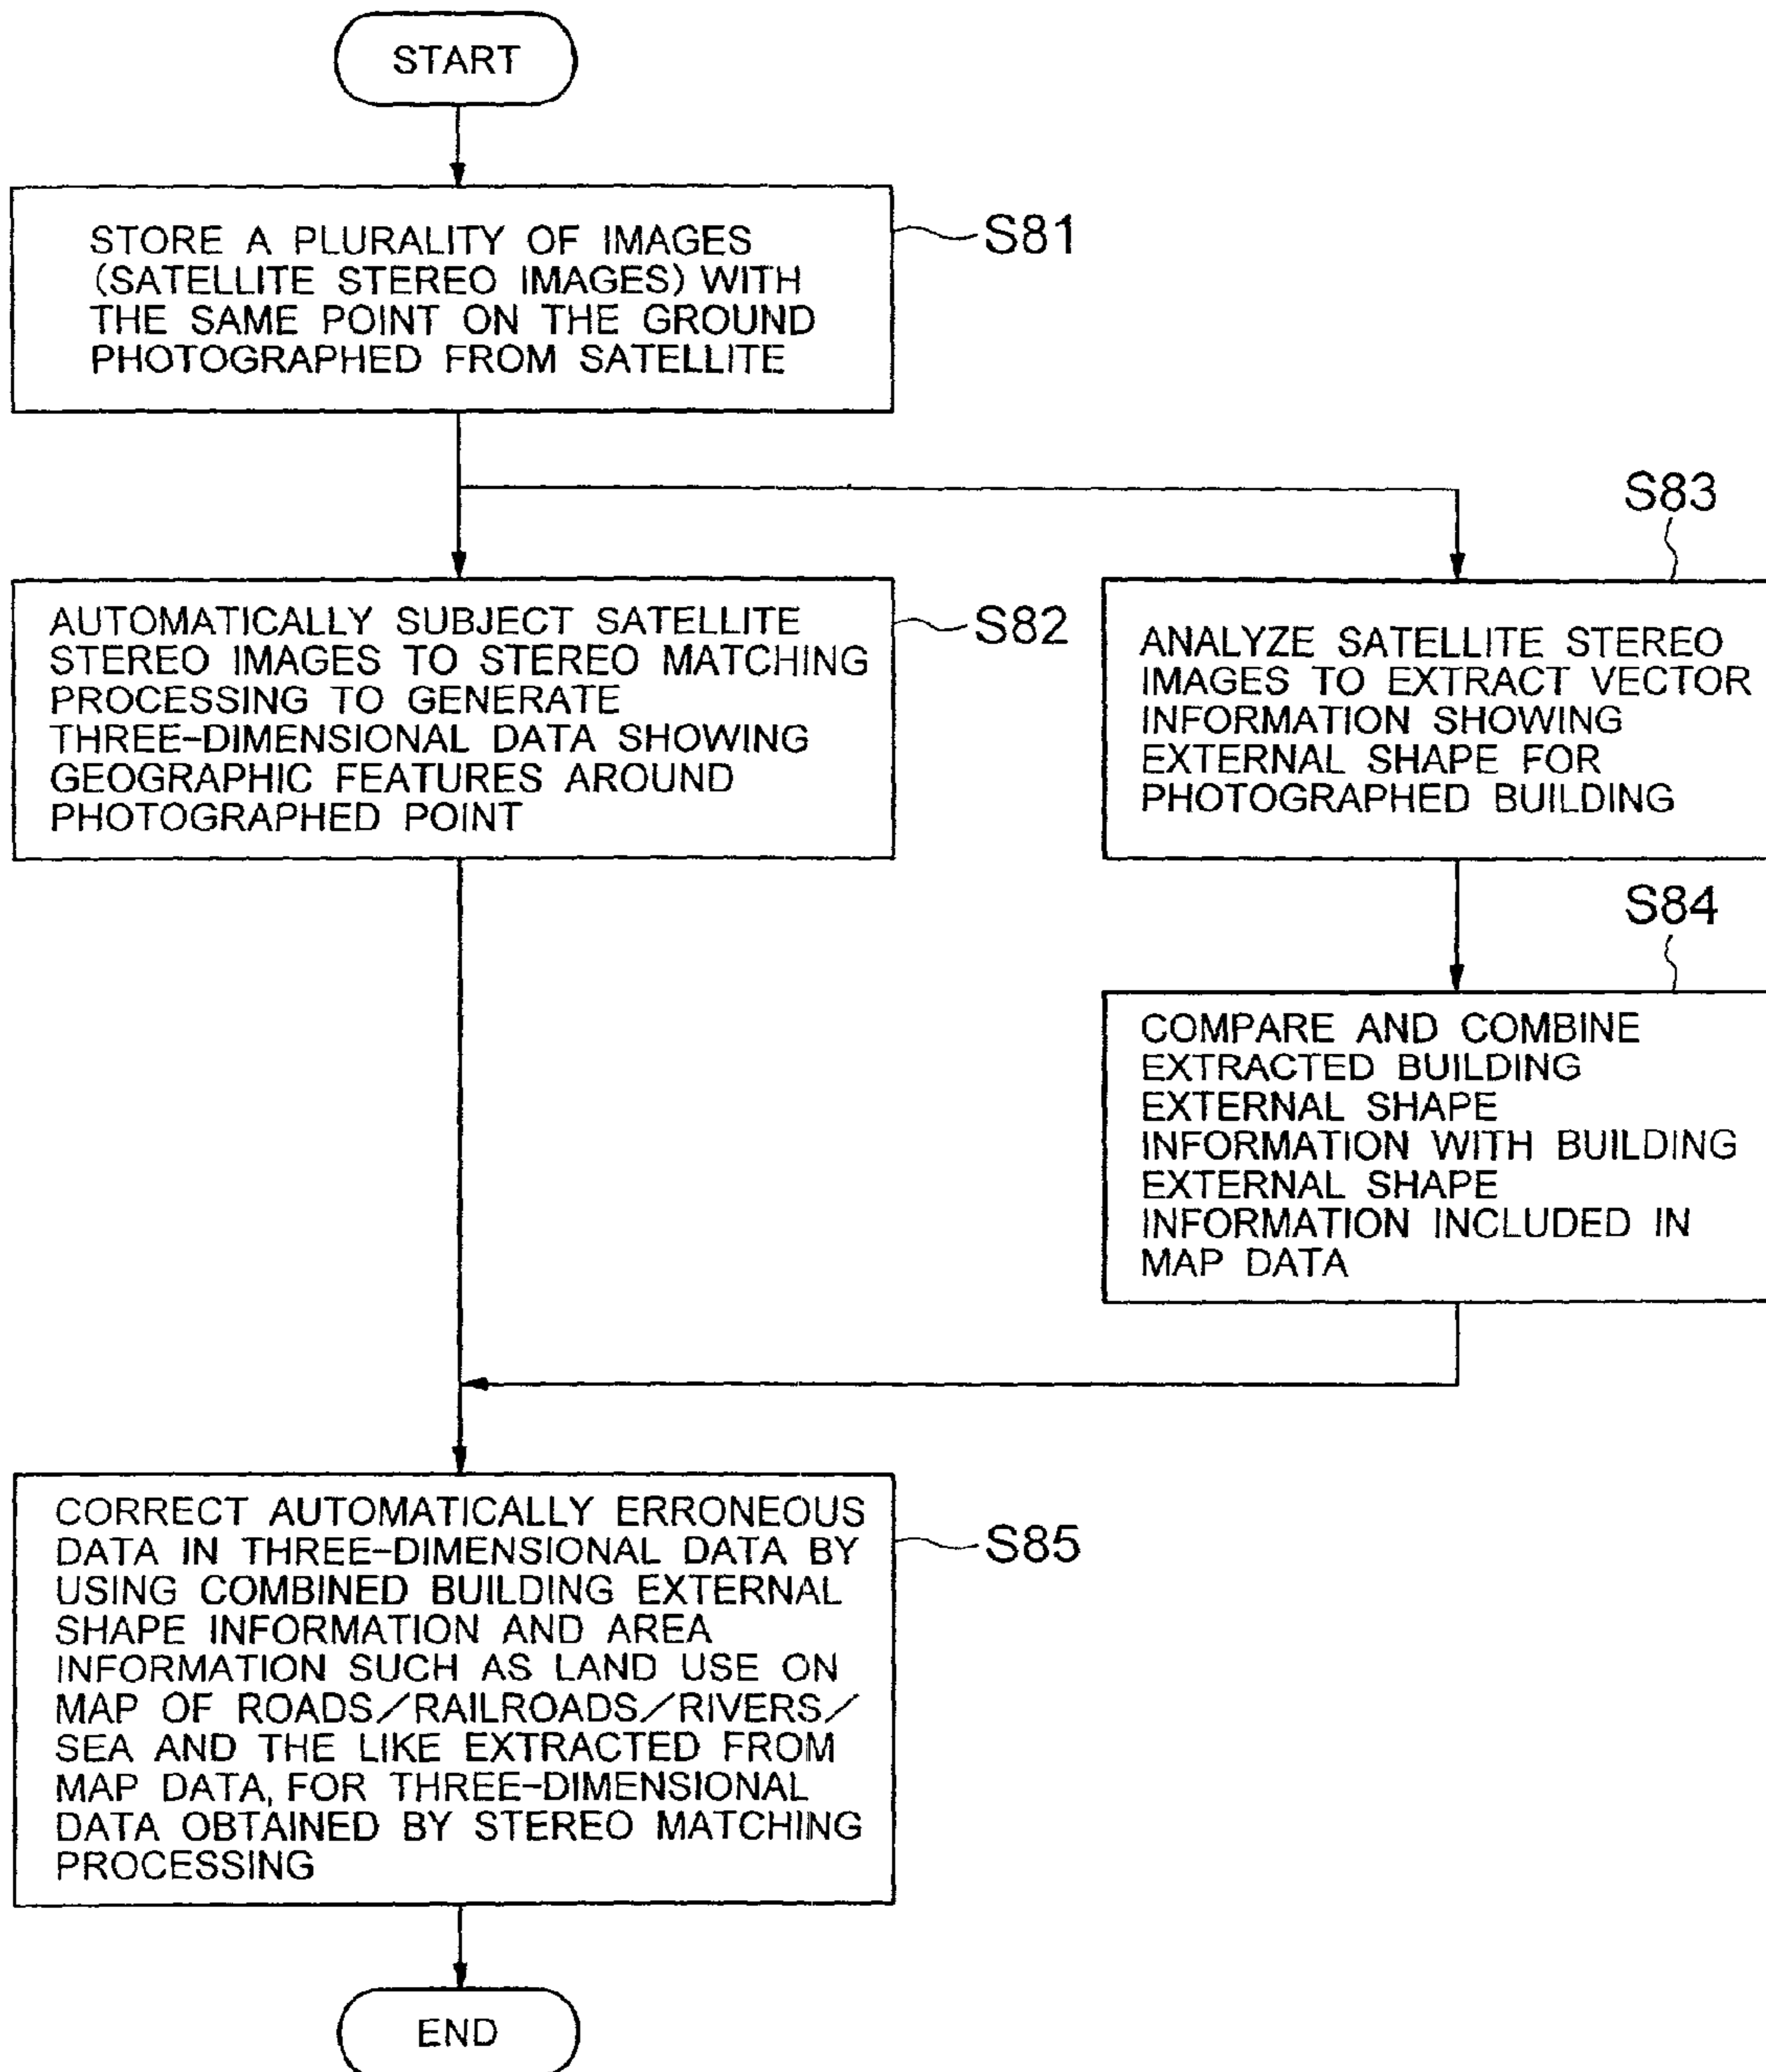 START
STORE A PLURALITY OF IMAGES
(SATELLITE STEREO IMAGES) WITH
THE SAME POINT ON THE GROUND
PHOTOGRAPHED FROM SATELLITE
S81
AUTOMATICALLY SUBJECT SATELLITE
STEREO IMAGES TO STEREO MATCHING
PROCESSING TO GENERATE
THREE-DIMENSIONAL DATA SHOWING
GEOGRAPHIC FEATURES AROUND
PHOTOGRAPHED POINT
S82
S83
ANALYZE SATELLITE STEREO
IMAGES TO EXTRACT VECTOR
INFORMATION SHOWING
EXTERNAL SHAPE FOR
PHOTOGRAPHED BUILDING
S84
COMPARE AND COMBINE
EXTRACTED BUILDING
EXTERNAL SHAPE
INFORMATION WITH BUILDING
EXTERNAL SHAPE
INFORMATION INCLUDED IN
MAP DATA
CORRECT AUTOMATICALLY ERRONEOUS
DATA IN THREE-DIMENSIONAL DATA BY
USING COMBINED BUILDING EXTERNAL
SHAPE INFORMATION AND AREA
INFORMATION SUCH AS LAND USE ON
MAP OF ROADS/RAILROADS/RIVERS/
SEA AND THE LIKE EXTRACTED FROM
MAP DATA, FOR THREE-DIMENSIONAL
DATA OBTAINED BY STEREO MATCHING
PROCESSING
S85
END